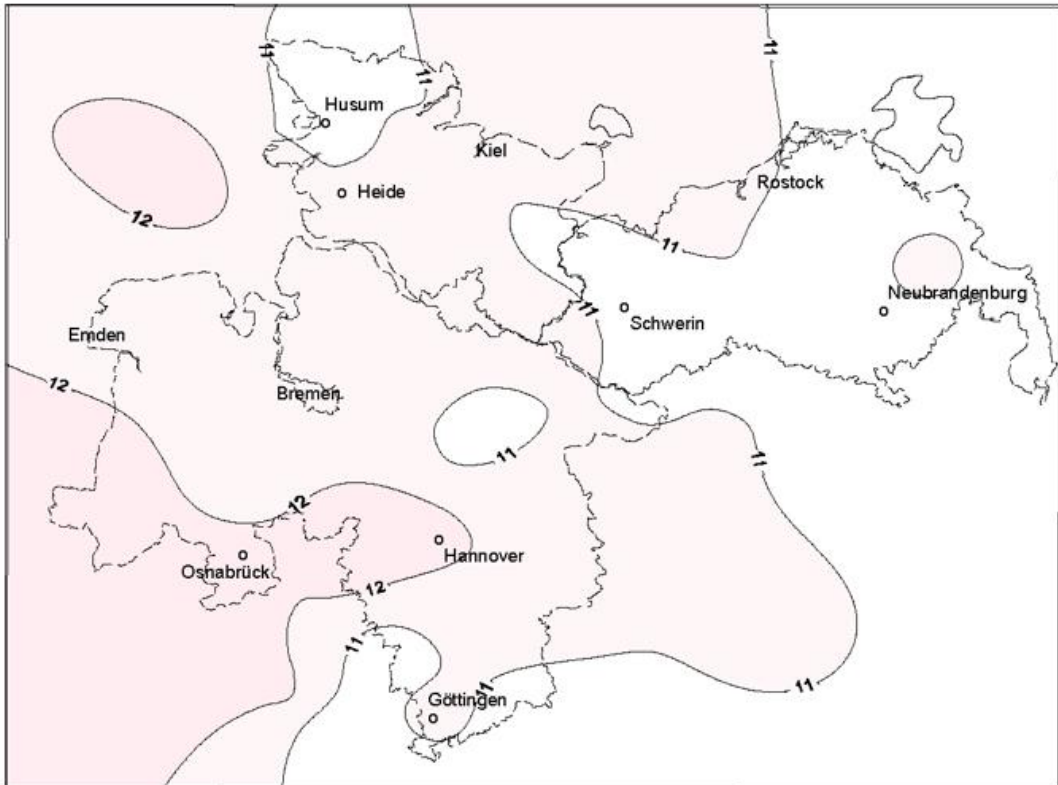 11
11
11
Husum
Kiel
Heide
Rostock
12
11
11
Neubrandenburg
Schwerin
Emden
12
Bremen
11
11
12
Hannover
Osnabrück
12
11
11
11
Göttingen